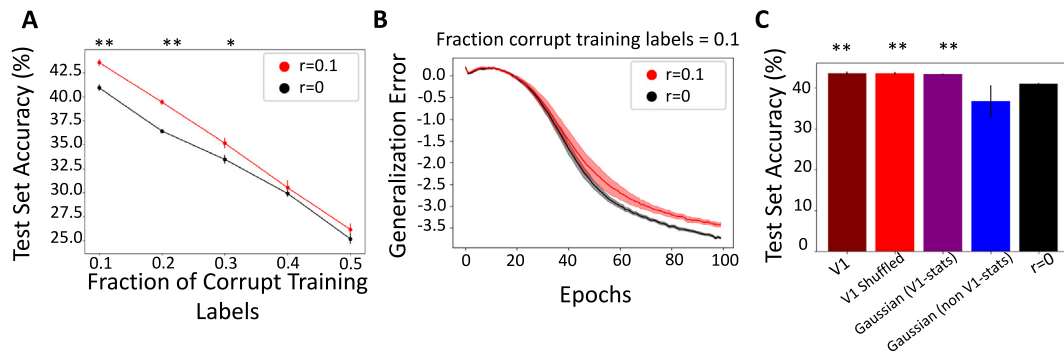 A
** ** *
Test Set Accuracy (%)
42.5
40.0
37.5
35.0
32.5
30.0
27.5
25.0
r=0.1
r=0
0.1 0.2 0.3 0.4 0.5
Fraction of Corrupt Training
Labels
B
Fraction corrupt training labels = 0.1
Generalization Error
0.0
-0.5
-1.0
-1.5
-2.0
-2.5
-3.0
-3.5
r=0.1
r=0
0 20 40 60 80 100
Epochs
C
** ** **
Test Set Accuracy (%)
40
30
20
10
0
V1
V1 Shuffled
Gaussian (V1-stats)
Gaussian (non V1-stats)
r=0